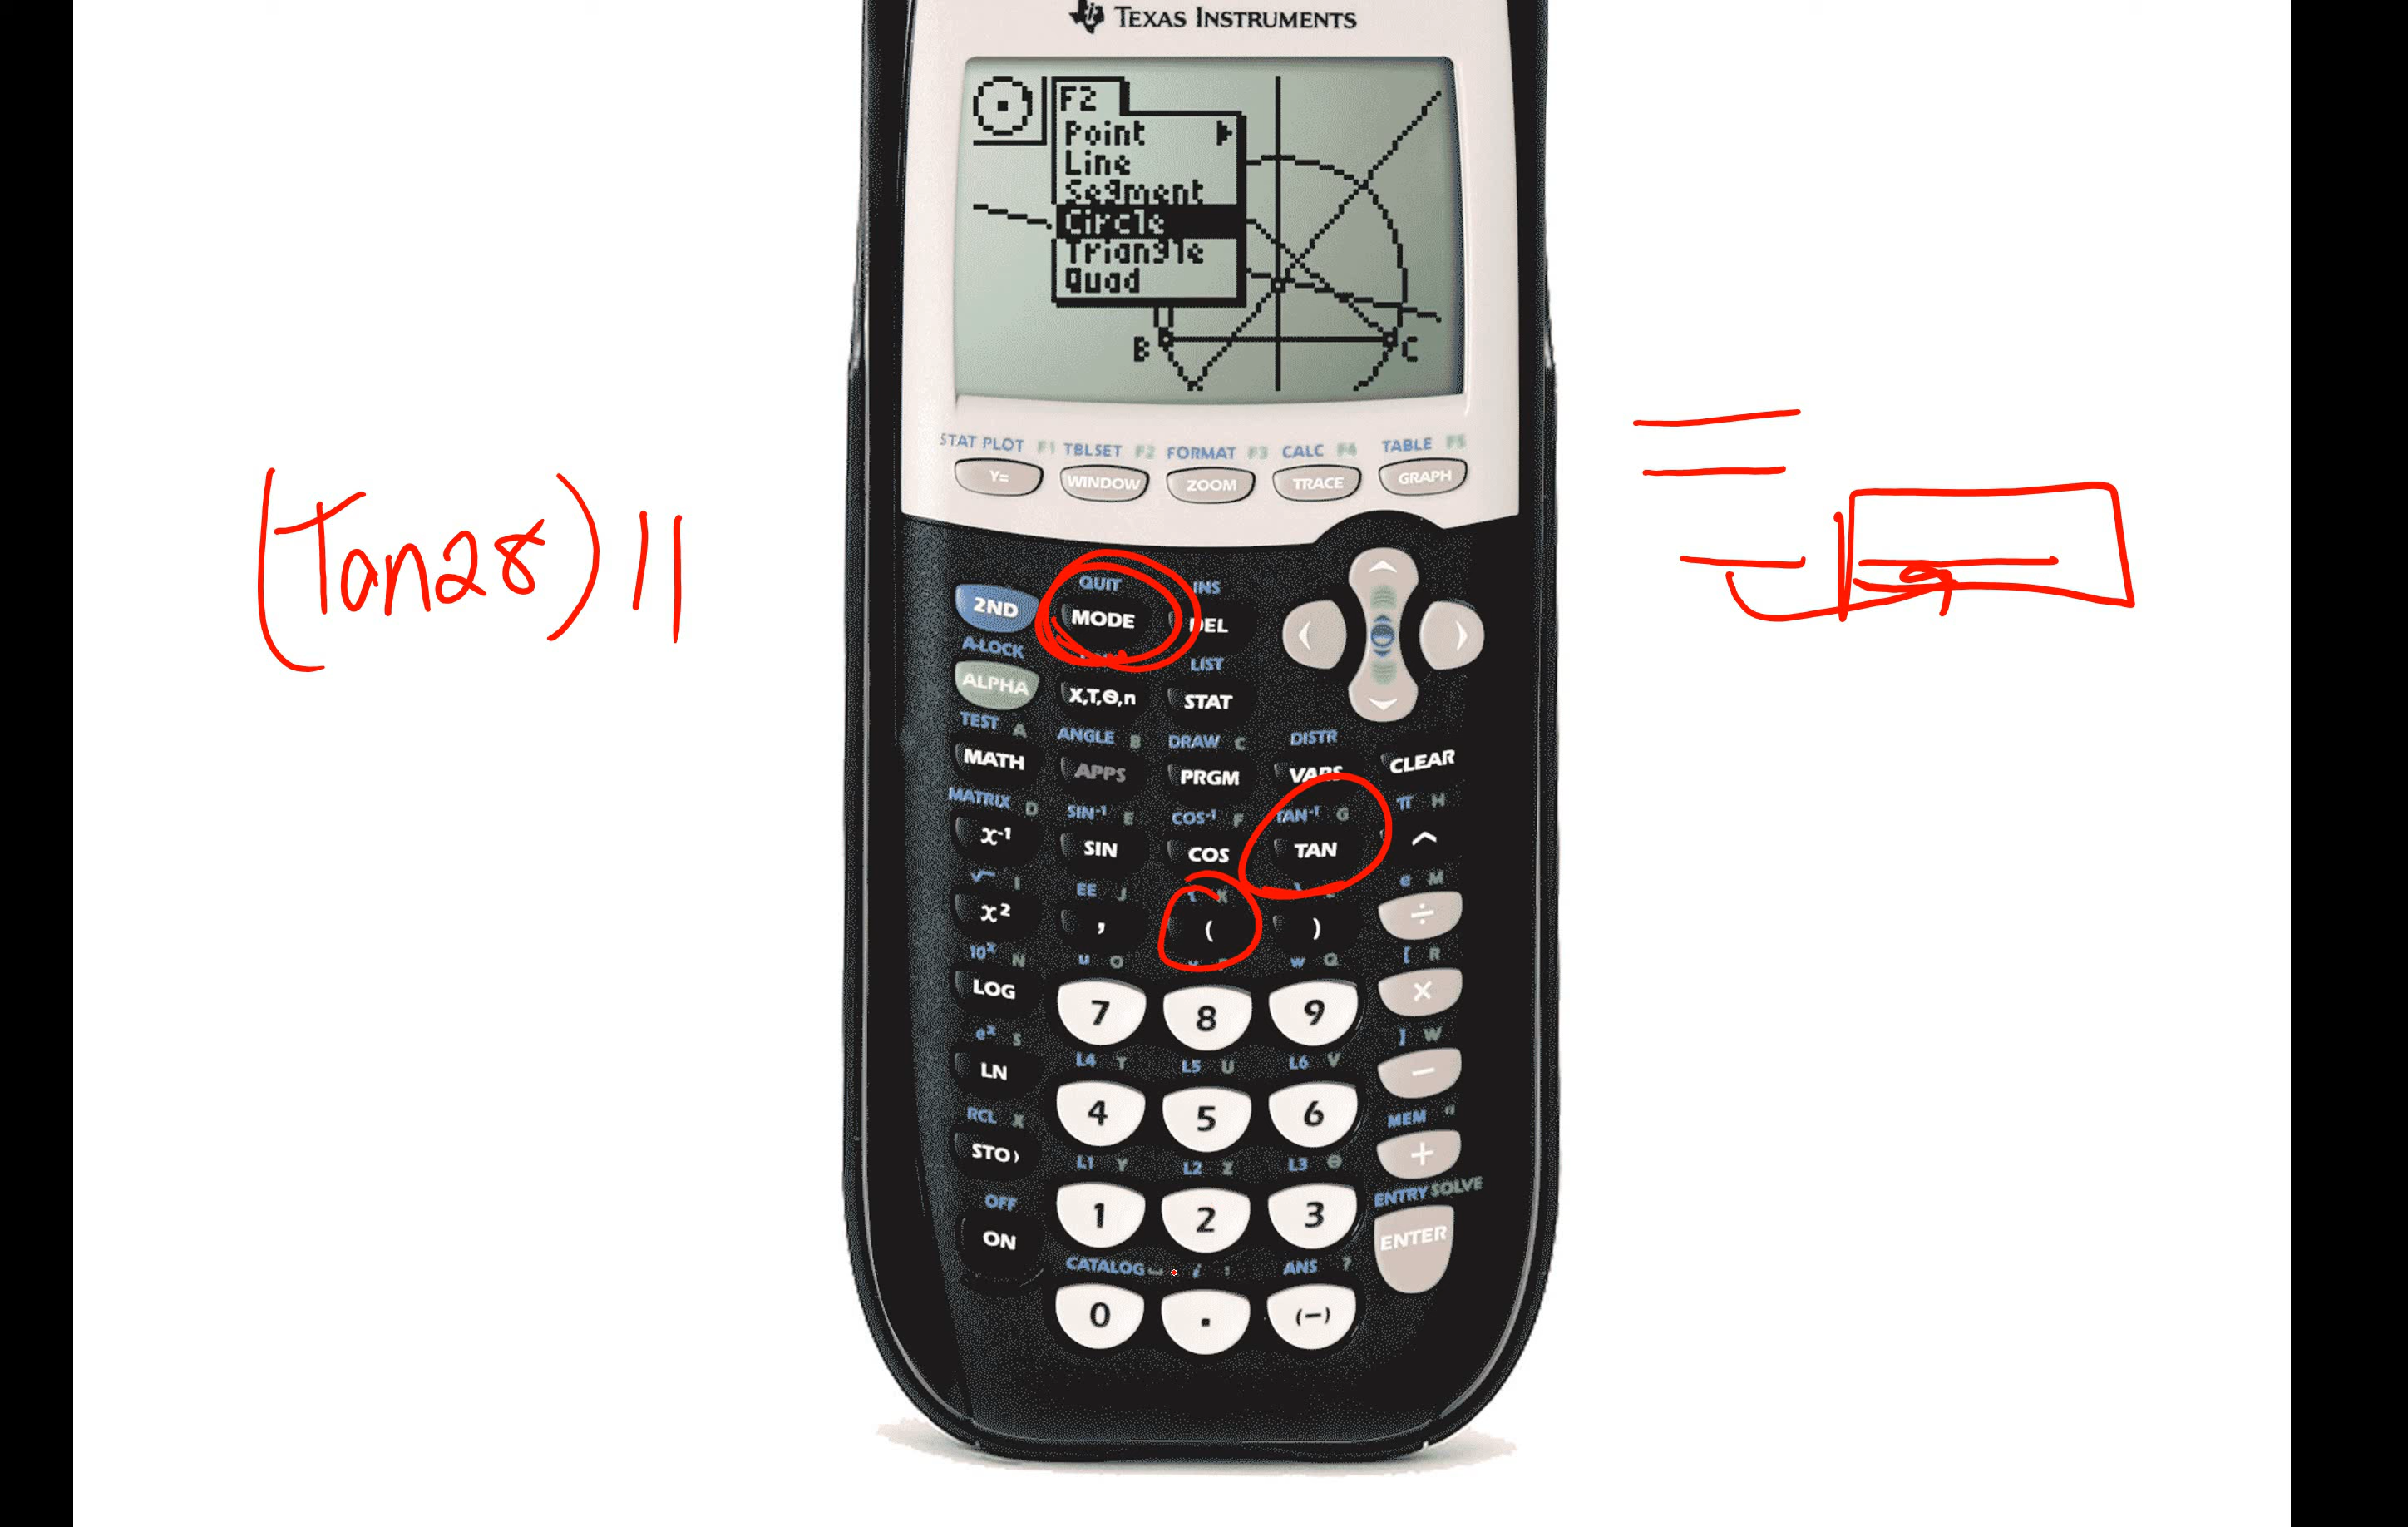 TEXAS INSTRUMENTS
F2
Point
Line
Segment
Circle
Triangle
Quad
B C
STAT PLOT F1 TBLSET F2 FORMAT F3 CALC F4 TABLE F5
Y= WINDOW ZOOM TRACE GRAPH
(Tan28)11
QUIT INS
2ND MODE DEL
A-LOCK LIST
ALPHA X,T,Θ,n STAT
TEST A ANGLE B DRAW C DISTR
MATH APPS PRGM VARS CLEAR
MATRIX D SIN⁻¹ E COS⁻¹ F TAN⁻¹ G π H
x⁻¹ SIN COS TAN ^
√ I EE J e M
x² , ( ) ÷
10ˣ N u O w Q [ R
LOG 7 8 9 ×
eˣ S L4 T L5 U L6 V ] W
LN 4 5 6 −
RCL X L1 Y L2 Z L3 Θ MEM "
STO› 1 2 3 +
OFF ENTRY SOLVE
ON ENTER
CATALOG ⎵ i : ANS ?
0 . (−)